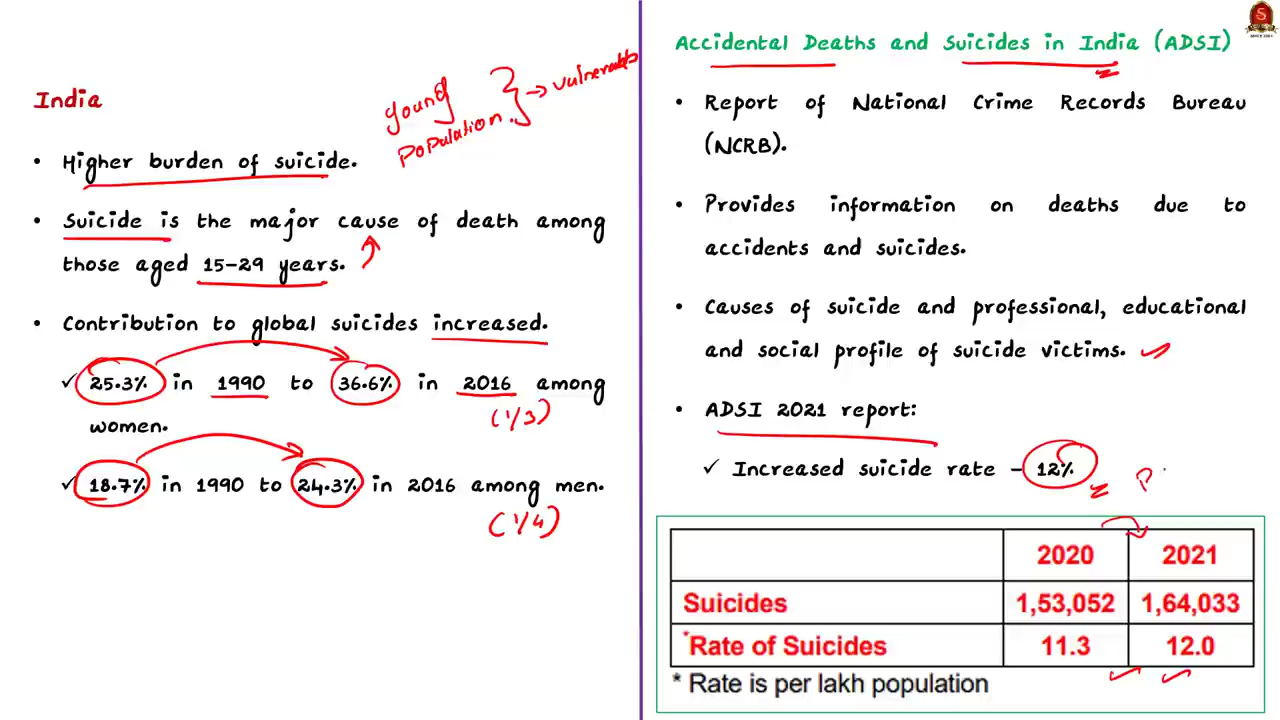 India
young
population. → vulnerable
• Higher burden of suicide.
• Suicide is the major cause of death among
those aged 15-29 years.
• Contribution to global suicides increased.
✓ 25.3% in 1990 to 36.6% in 2016 among
(1/3)
women.
✓ 18.7% in 1990 to 24.3% in 2016 among men.
(1/4)
Accidental Deaths and Suicides in India (ADSI)
• Report of National Crime Records Bureau
(NCRB).
• Provides information on deaths due to
accidents and suicides.
• Causes of suicide and professional, educational
and social profile of suicide victims.
• ADSI 2021 report:
✓ Increased suicide rate - 12%
P
2020 2021
Suicides 1,53,052 1,64,033
*Rate of Suicides 11.3 12.0
* Rate is per lakh population